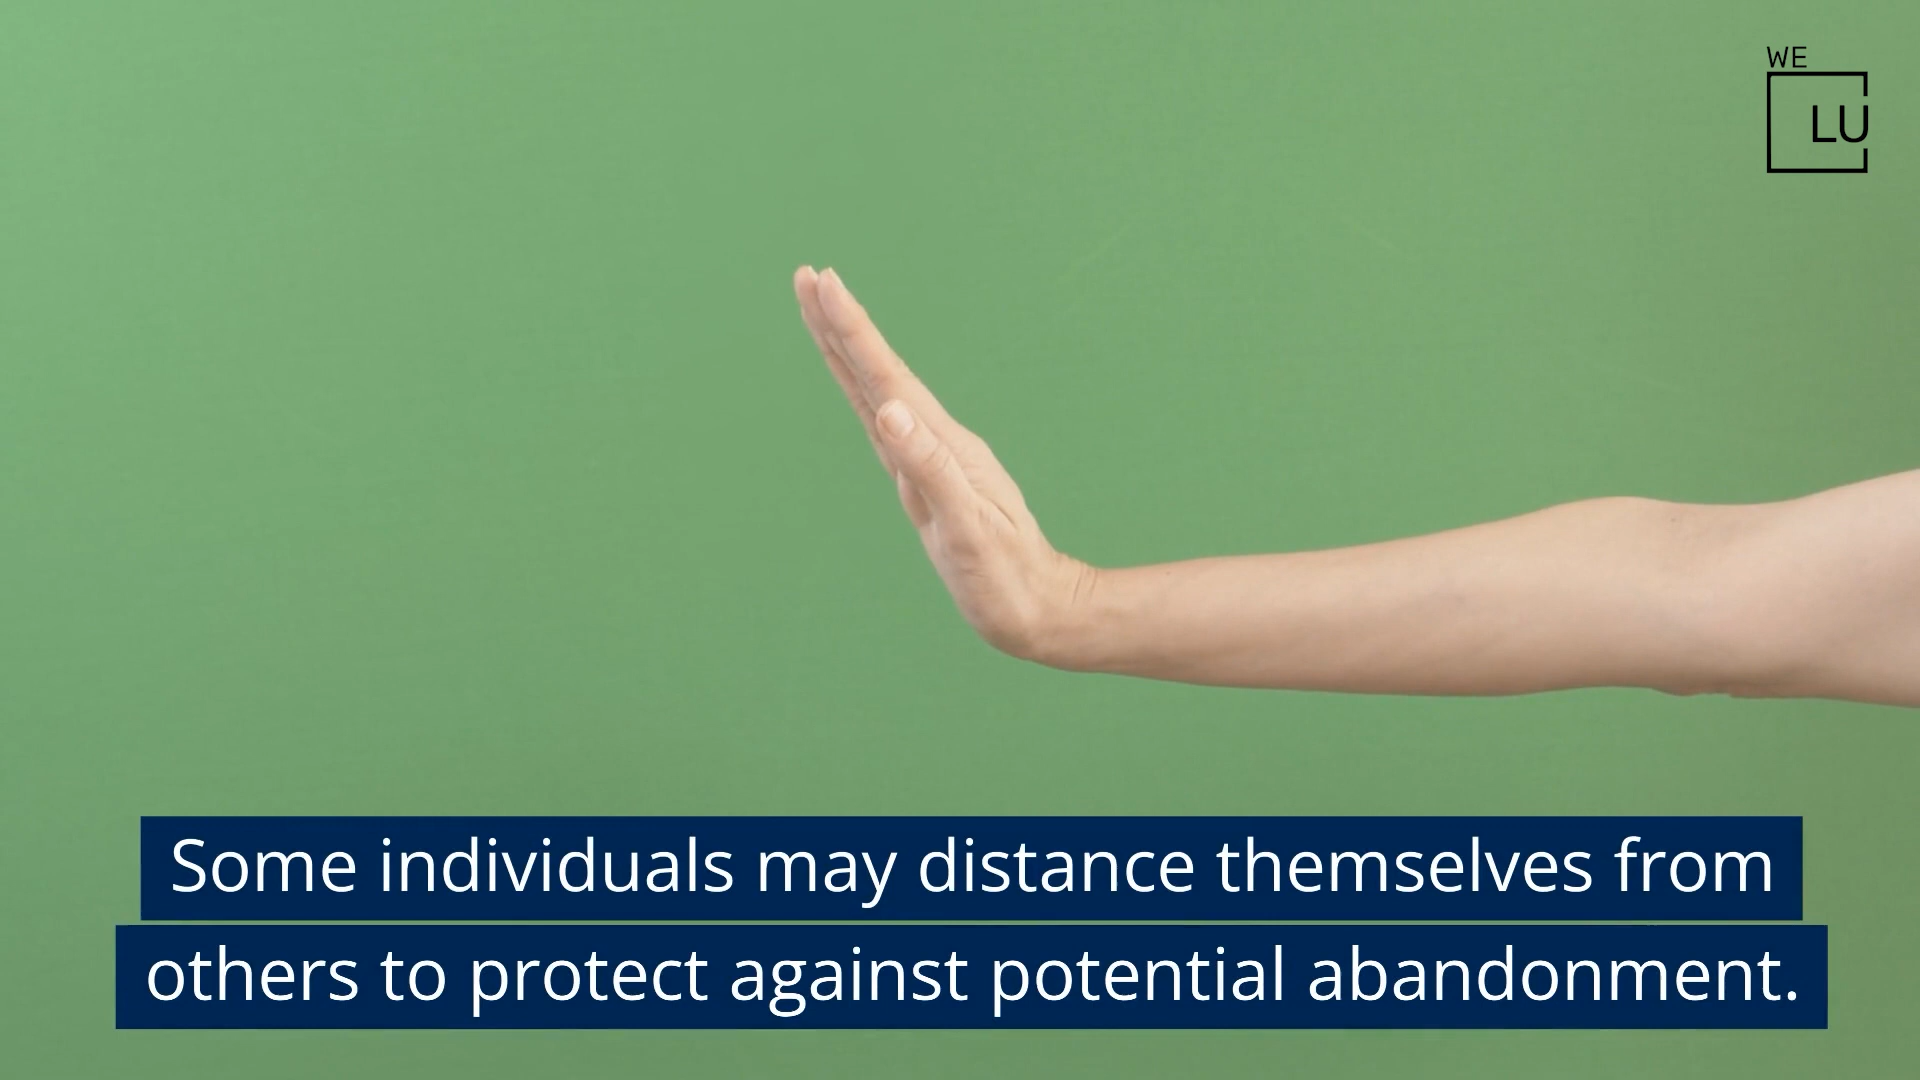 WE
LU
Some individuals may distance themselves from
others to protect against potential abandonment.